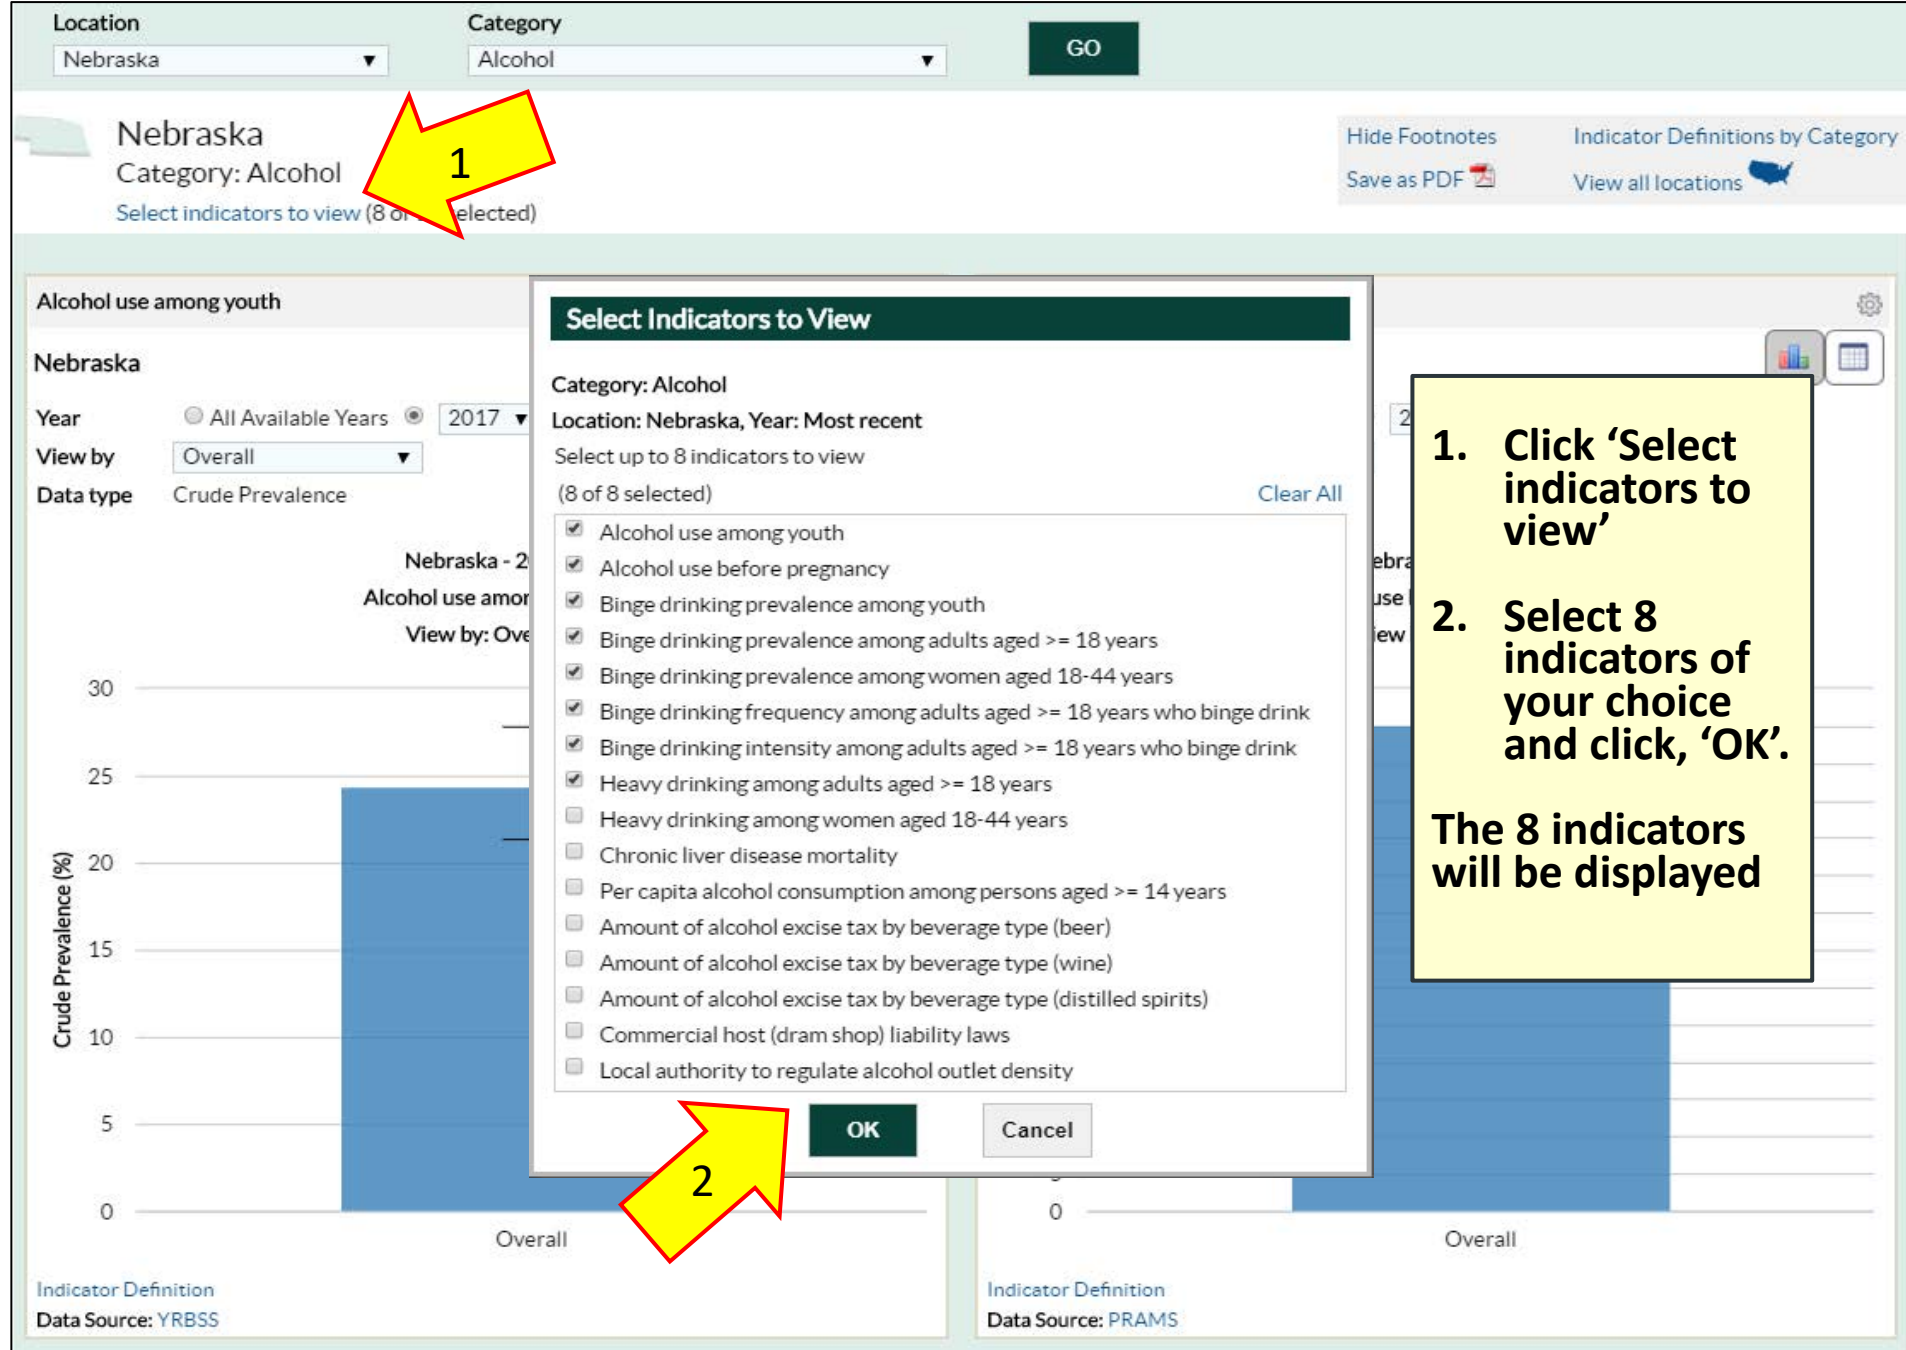 Location
Category
Nebraska ▼
Alcohol ▼
GO
Nebraska
Category: Alcohol
Select indicators to view (8 of selected)
1
Hide Footnotes
Indicator Definitions by Category
Save as PDF
View all locations
Alcohol use among youth
Nebraska
Year
All Available Years
2017 ▼
View by
Overall ▼
Data type
Crude Prevalence
Nebraska - 2
Alcohol use amo
View by: Ove
Crude Prevalence (%)
30
25
20
15
10
5
0
Overall
Indicator Definition
Data Source: YRBSS
Select Indicators to View
Category: Alcohol
Location: Nebraska, Year: Most recent
Select up to 8 indicators to view
(8 of 8 selected)
Clear All
Alcohol use among youth
Alcohol use before pregnancy
Binge drinking prevalence among youth
Binge drinking prevalence among adults aged >= 18 years
Binge drinking prevalence among women aged 18-44 years
Binge drinking frequency among adults aged >= 18 years who binge drink
Binge drinking intensity among adults aged >= 18 years who binge drink
Heavy drinking among adults aged >= 18 years
Heavy drinking among women aged 18-44 years
Chronic liver disease mortality
Per capita alcohol consumption among persons aged >= 14 years
Amount of alcohol excise tax by beverage type (beer)
Amount of alcohol excise tax by beverage type (wine)
Amount of alcohol excise tax by beverage type (distilled spirits)
Commercial host (dram shop) liability laws
Local authority to regulate alcohol outlet density
OK
Cancel
2
2
ebra
use
iew
1. Click ‘Select
indicators to
view’
2. Select 8
indicators of
your choice
and click, ‘OK’.
The 8 indicators
will be displayed
0
Overall
Indicator Definition
Data Source: PRAMS